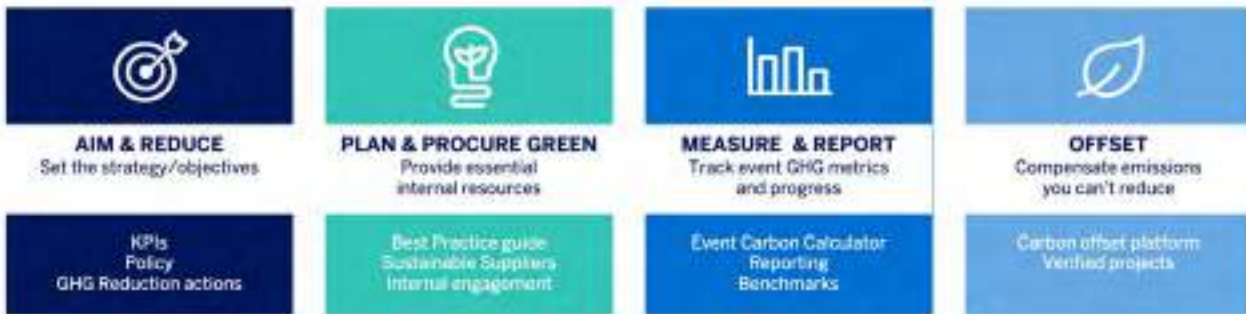 AIM & REDUCE
Set the strategy/objectives
KPIs
Policy
GHG Reduction actions
PLAN & PROCURE GREEN
Provide essential
internal resources
Best Practice guide
Sustainable Suppliers
Internal engagement
MEASURE & REPORT
Track event GHG metrics
and progress
Event Carbon Calculator
Reporting
Benchmarks
OFFSET
Compensate emissions
you can't reduce
Carbon offset platform
Verified projects